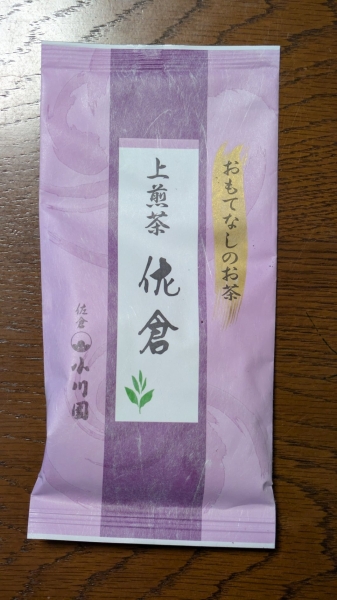 おもてなしのお茶
上煎茶
佐倉
佐倉
小川園